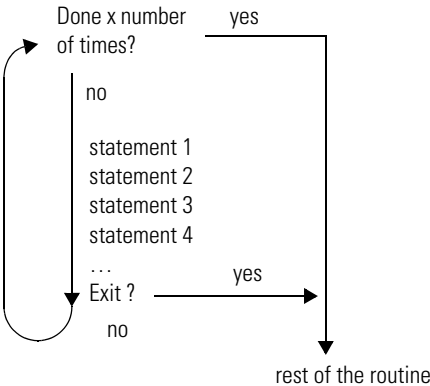 Done x number yes
of times?
no
statement 1
statement 2
statement 3
statement 4
...
yes
Exit ?
no
rest of the routine